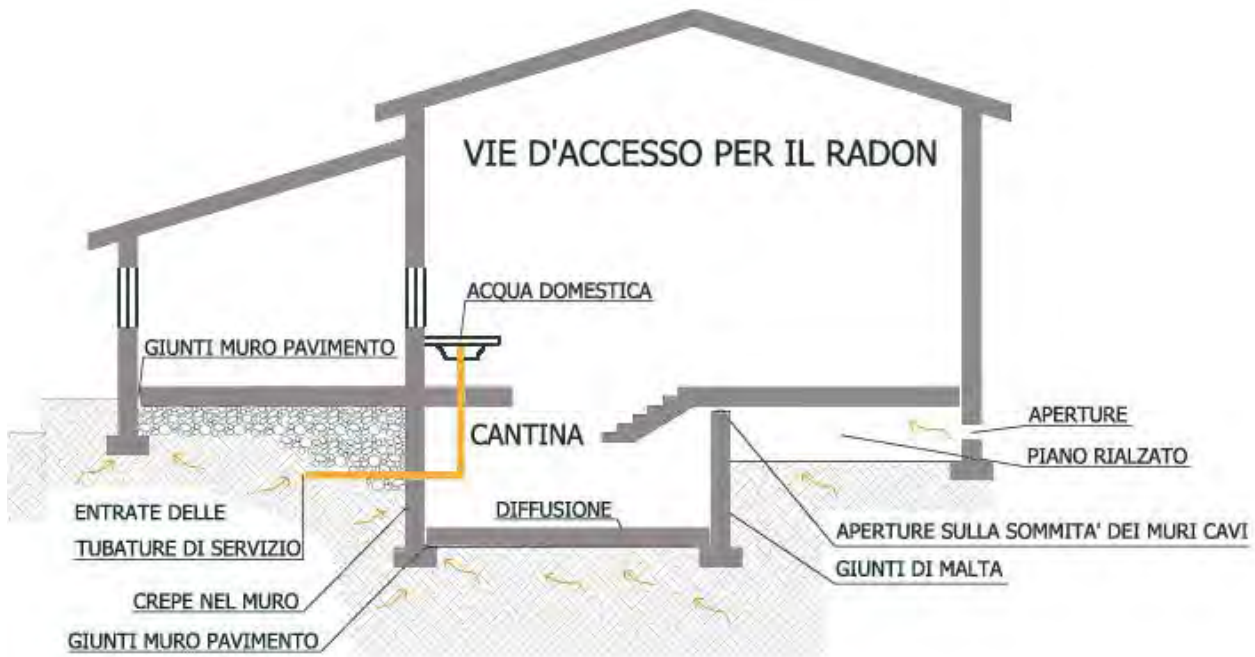 VIE D'ACCESSO PER IL RADON
ACQUA DOMESTICA
GIUNTI MURO PAVIMENTO
CANTINA
APERTURE
PIANO RIALZATO
ENTRATE DELLE
TUBATURE DI SERVIZIO
DIFFUSIONE
APERTURE SULLA SOMMITA' DEI MURI CAVI
GIUNTI DI MALTA
CREPE NEL MURO
GIUNTI MURO PAVIMENTO